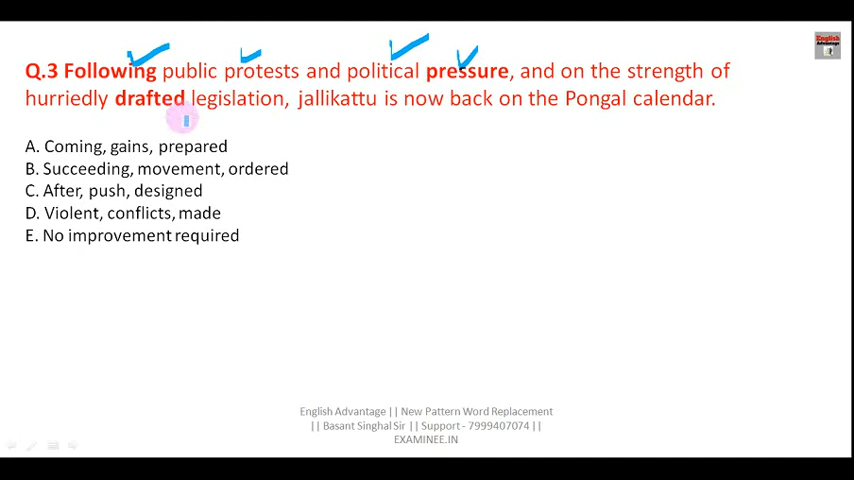 English
Advantage
Q.3 Following public protests and political pressure, and on the strength of
hurriedly drafted legislation, jallikattu is now back on the Pongal calendar.
A. Coming, gains, prepared
B. Succeeding, movement, ordered
C. After, push, designed
D. Violent, conflicts, made
E. No improvement required
English Advantage || New Pattern Word Replacement
|| Basant Singhal Sir || Support - 7999407074 ||
EXAMINEE.IN